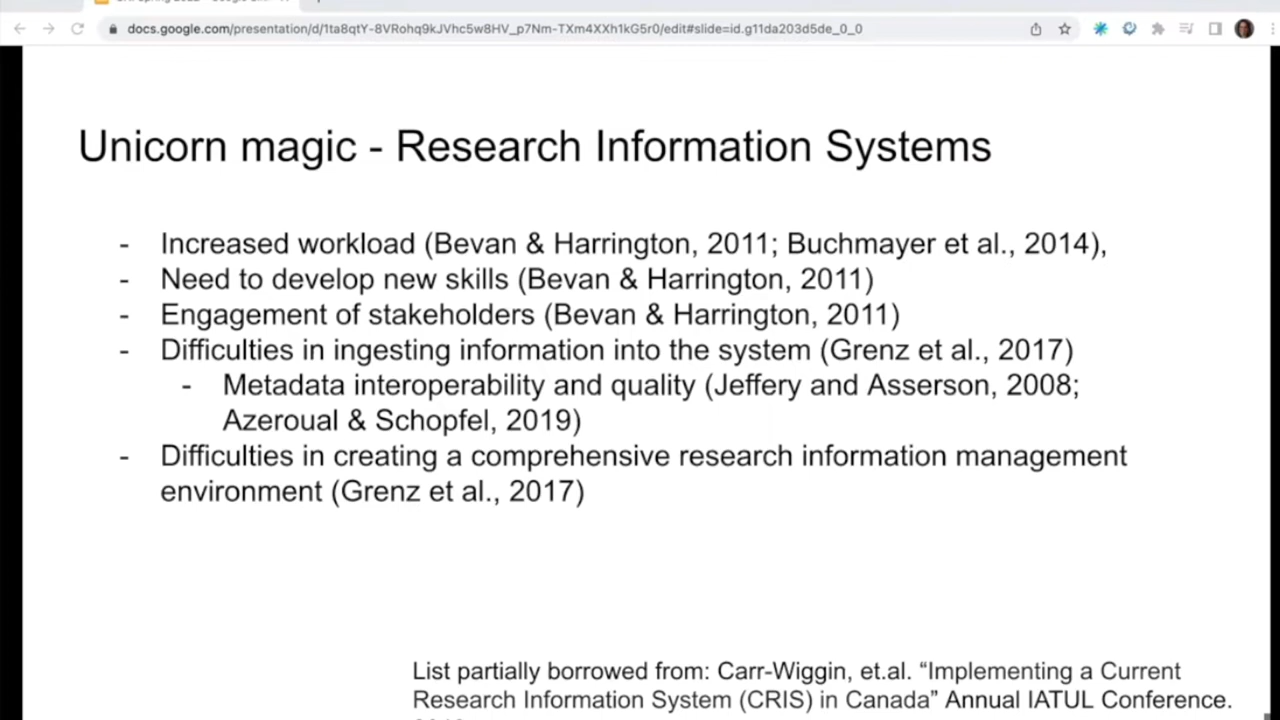 docs.google.com/presentation/d/1ta8qtY-8VRohq9kJVhc5w8HV_p7Nm-TXm4XXh1kG5r0/edit#slide=id.g11da203d5de_0_0
Unicorn magic - Research Information Systems
- Increased workload (Bevan & Harrington, 2011; Buchmayer et al., 2014),
- Need to develop new skills (Bevan & Harrington, 2011)
- Engagement of stakeholders (Bevan & Harrington, 2011)
- Difficulties in ingesting information into the system (Grenz et al., 2017)
- Metadata interoperability and quality (Jeffery and Asserson, 2008;
Azeroual & Schopfel, 2019)
- Difficulties in creating a comprehensive research information management
environment (Grenz et al., 2017)
List partially borrowed from: Carr-Wiggin, et.al. “Implementing a Current
Research Information System (CRIS) in Canada” Annual IATUL Conference.